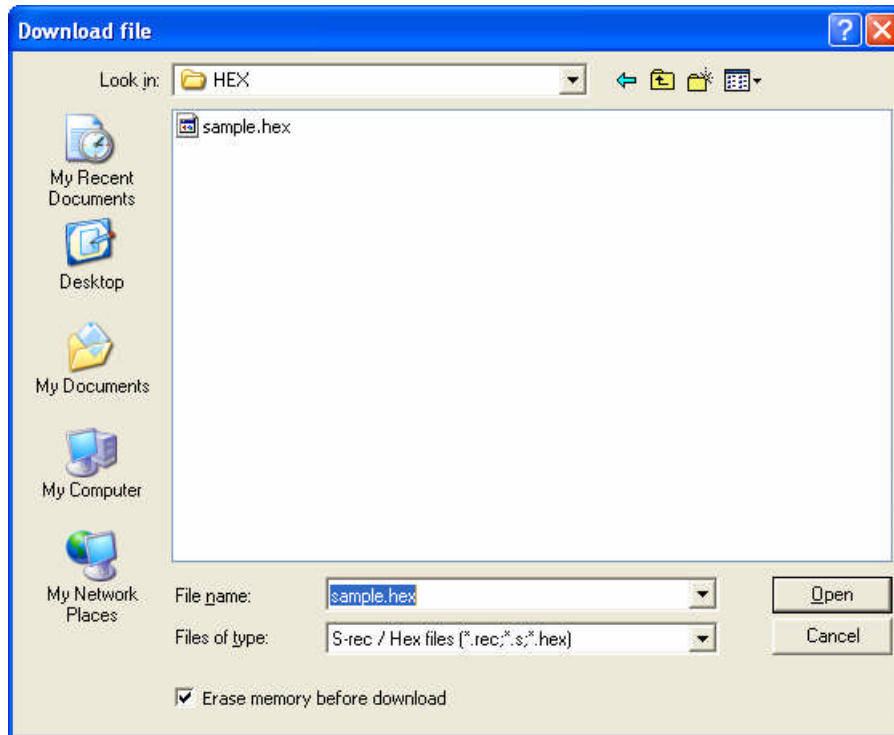 Download file
Look in:
HEX
sample.hex
My Recent
Documents
Desktop
My Documents
My Computer
My Network
Places
File name:
sample.hex
Open
Files of type:
S-rec / Hex files (*.rec;*.s;*.hex)
Cancel
Erase memory before download